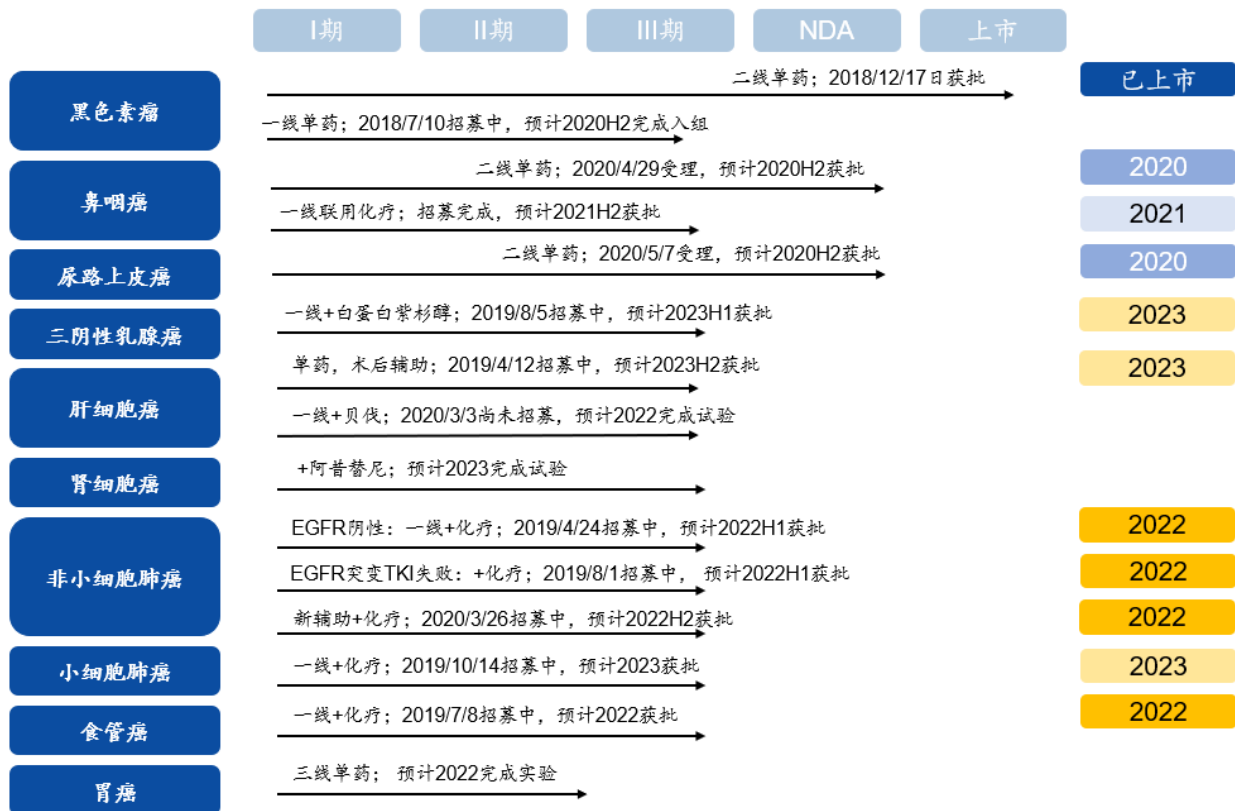 I期 II期 III期 NDA 上市
黑色素瘤
二线单药；2018/12/17日获批
已上市
一线单药；2018/7/10招募中，预计2020H2完成入组
鼻咽癌
二线单药；2020/4/29受理，预计2020H2获批
2020
一线联用化疗；招募完成，预计2021H2获批
2021
尿路上皮癌
二线单药；2020/5/7受理，预计2020H2获批
2020
三阴性乳腺癌
一线+白蛋白紫杉醇；2019/8/5招募中，预计2023H1获批
2023
肝细胞癌
单药，术后辅助；2019/4/12招募中，预计2023H2获批
2023
一线+贝伐；2020/3/3尚未招募，预计2022完成试验
肾细胞癌
+阿昔替尼；预计2023完成试验
非小细胞肺癌
EGFR阴性：一线+化疗；2019/4/24招募中，预计2022H1获批
2022
EGFR突变TKI失败：+化疗；2019/8/1招募中， 预计2022H1获批
2022
新辅助+化疗；2020/3/26招募中，预计2022H2获批
2022
小细胞肺癌
一线+化疗；2019/10/14招募中，预计2023获批
2023
食管癌
一线+化疗；2019/7/8招募中，预计2022获批
2022
胃癌
三线单药； 预计2022完成实验